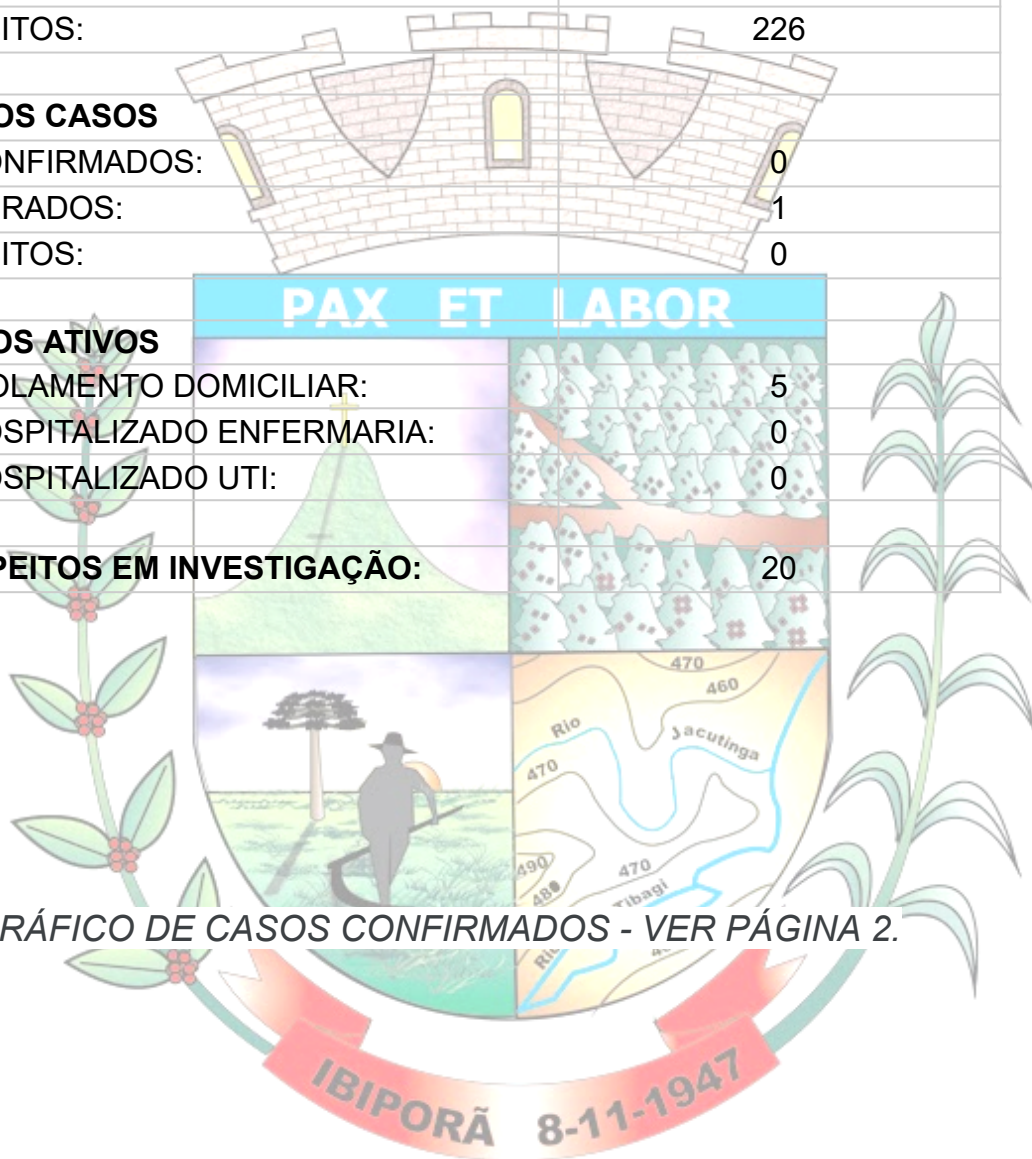 ITOS: 226
OS CASOS
ONFIRMADOS: 0
RADOS: 1
ITOS: 0
PAX ET LABOR
OS ATIVOS
OLAMENTO DOMICILIAR: 5
OSPITALIZADO ENFERMARIA: 0
OSPITALIZADO UTI: 0
PEITOS EM INVESTIGAÇÃO: 20
470
460
Rio Jacutinga
470
490
480
470
Tibagi
RÁFICO DE CASOS CONFIRMADOS - VER PÁGINA 2.
IBIPORÃ 8-11-1947